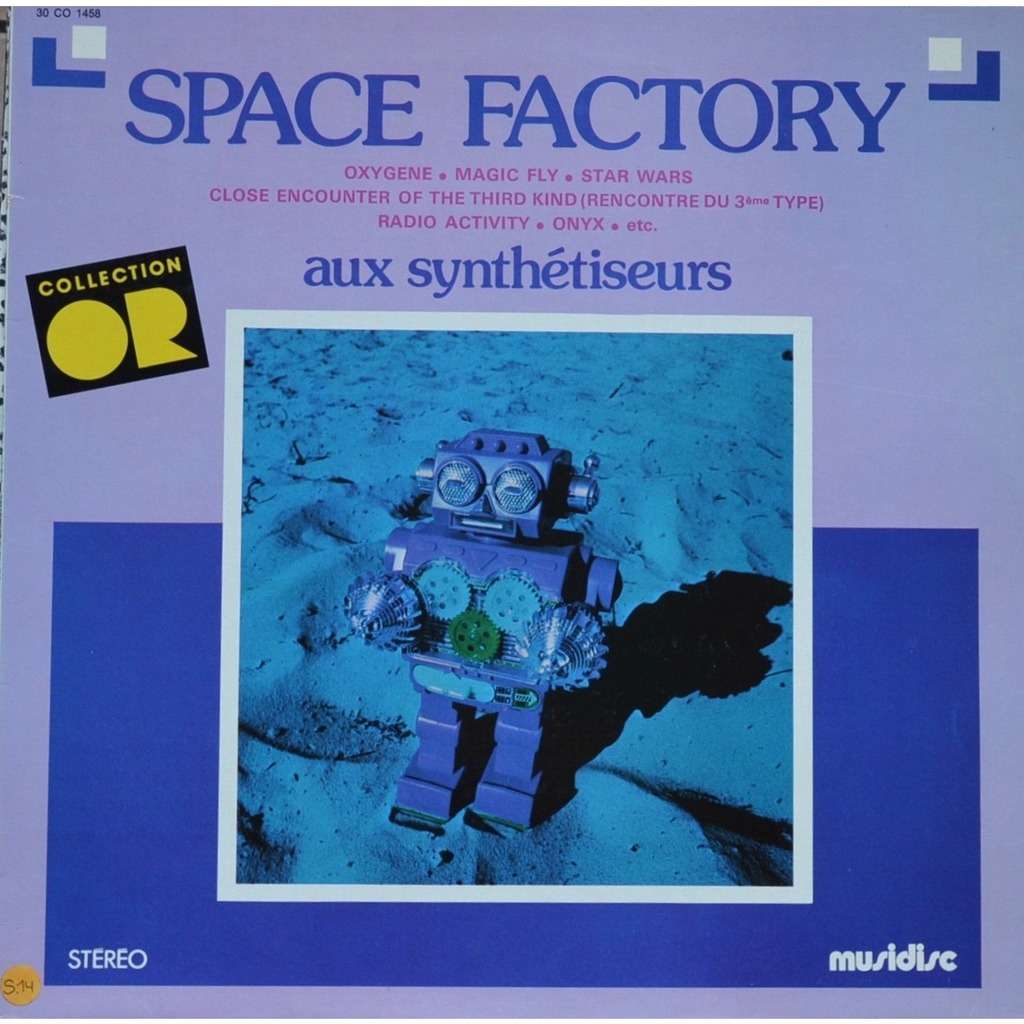 30 CO 1458
SPACE FACTORY
OXYGENE • MAGIC FLY • STAR WARS
CLOSE ENCOUNTER OF THE THIRD KIND (RENCONTRE DU 3ème TYPE)
RADIO ACTIVITY • ONYX • etc.
aux synthétiseurs
COLLECTION
OR
STÉRÉO
musidisc
S.14